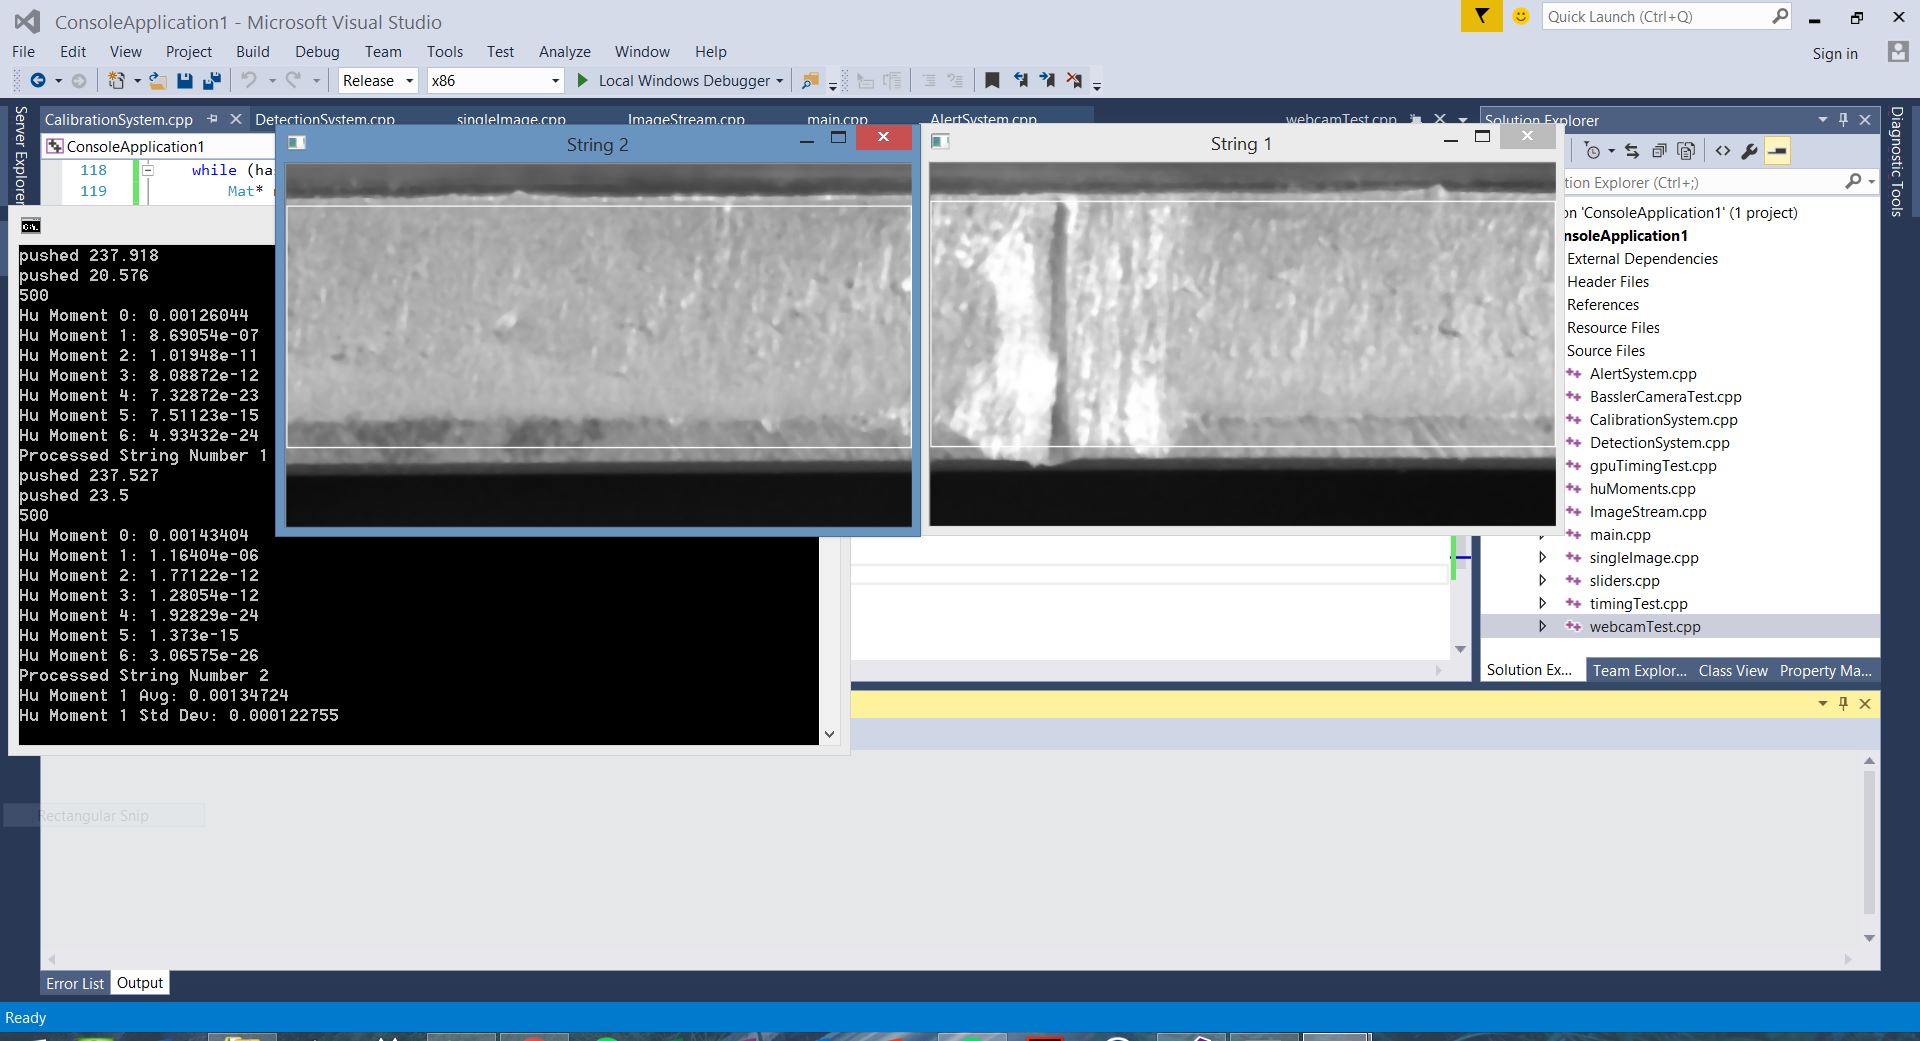 ConsoleApplication1 - Microsoft Visual Studio
Quick Launch (Ctrl+Q)
File Edit View Project Build Debug Team Tools Test Analyze Window Help
Sign in
Release x86 Local Windows Debugger
Server Explorer
CalibrationSystem.cpp DetectionSystem.cpp singleImage.cpp ImageStream.cpp main.cpp AlertSystem.cpp webcamTest.cpp
ConsoleApplication1
118 while (ha
119 Mat*
String 2
String 1
pushed 237.918
pushed 20.576
500
Hu Moment 0: 0.00126044
Hu Moment 1: 8.69054e-07
Hu Moment 2: 1.01948e-11
Hu Moment 3: 8.08872e-12
Hu Moment 4: 7.32872e-23
Hu Moment 5: 7.51123e-15
Hu Moment 6: 4.93432e-24
Processed String Number 1
pushed 237.527
pushed 23.5
500
Hu Moment 0: 0.00143404
Hu Moment 1: 1.16404e-06
Hu Moment 2: 1.77122e-12
Hu Moment 3: 1.28054e-12
Hu Moment 4: 1.92829e-24
Hu Moment 5: 1.373e-15
Hu Moment 6: 3.06575e-26
Processed String Number 2
Hu Moment 1 Avg: 0.00134724
Hu Moment 1 Std Dev: 0.000122755
Solution Explorer
tion Explorer (Ctrl+;)
on 'ConsoleApplication1' (1 project)
nsoleApplication1
External Dependencies
Header Files
References
Resource Files
Source Files
AlertSystem.cpp
BasslerCameraTest.cpp
CalibrationSystem.cpp
DetectionSystem.cpp
gpuTimingTest.cpp
huMoments.cpp
ImageStream.cpp
main.cpp
singleImage.cpp
sliders.cpp
timingTest.cpp
webcamTest.cpp
Solution Ex... Team Explor... Class View Property Ma...
Diagnostic Tools
Rectangular Snip
Error List Output
Ready